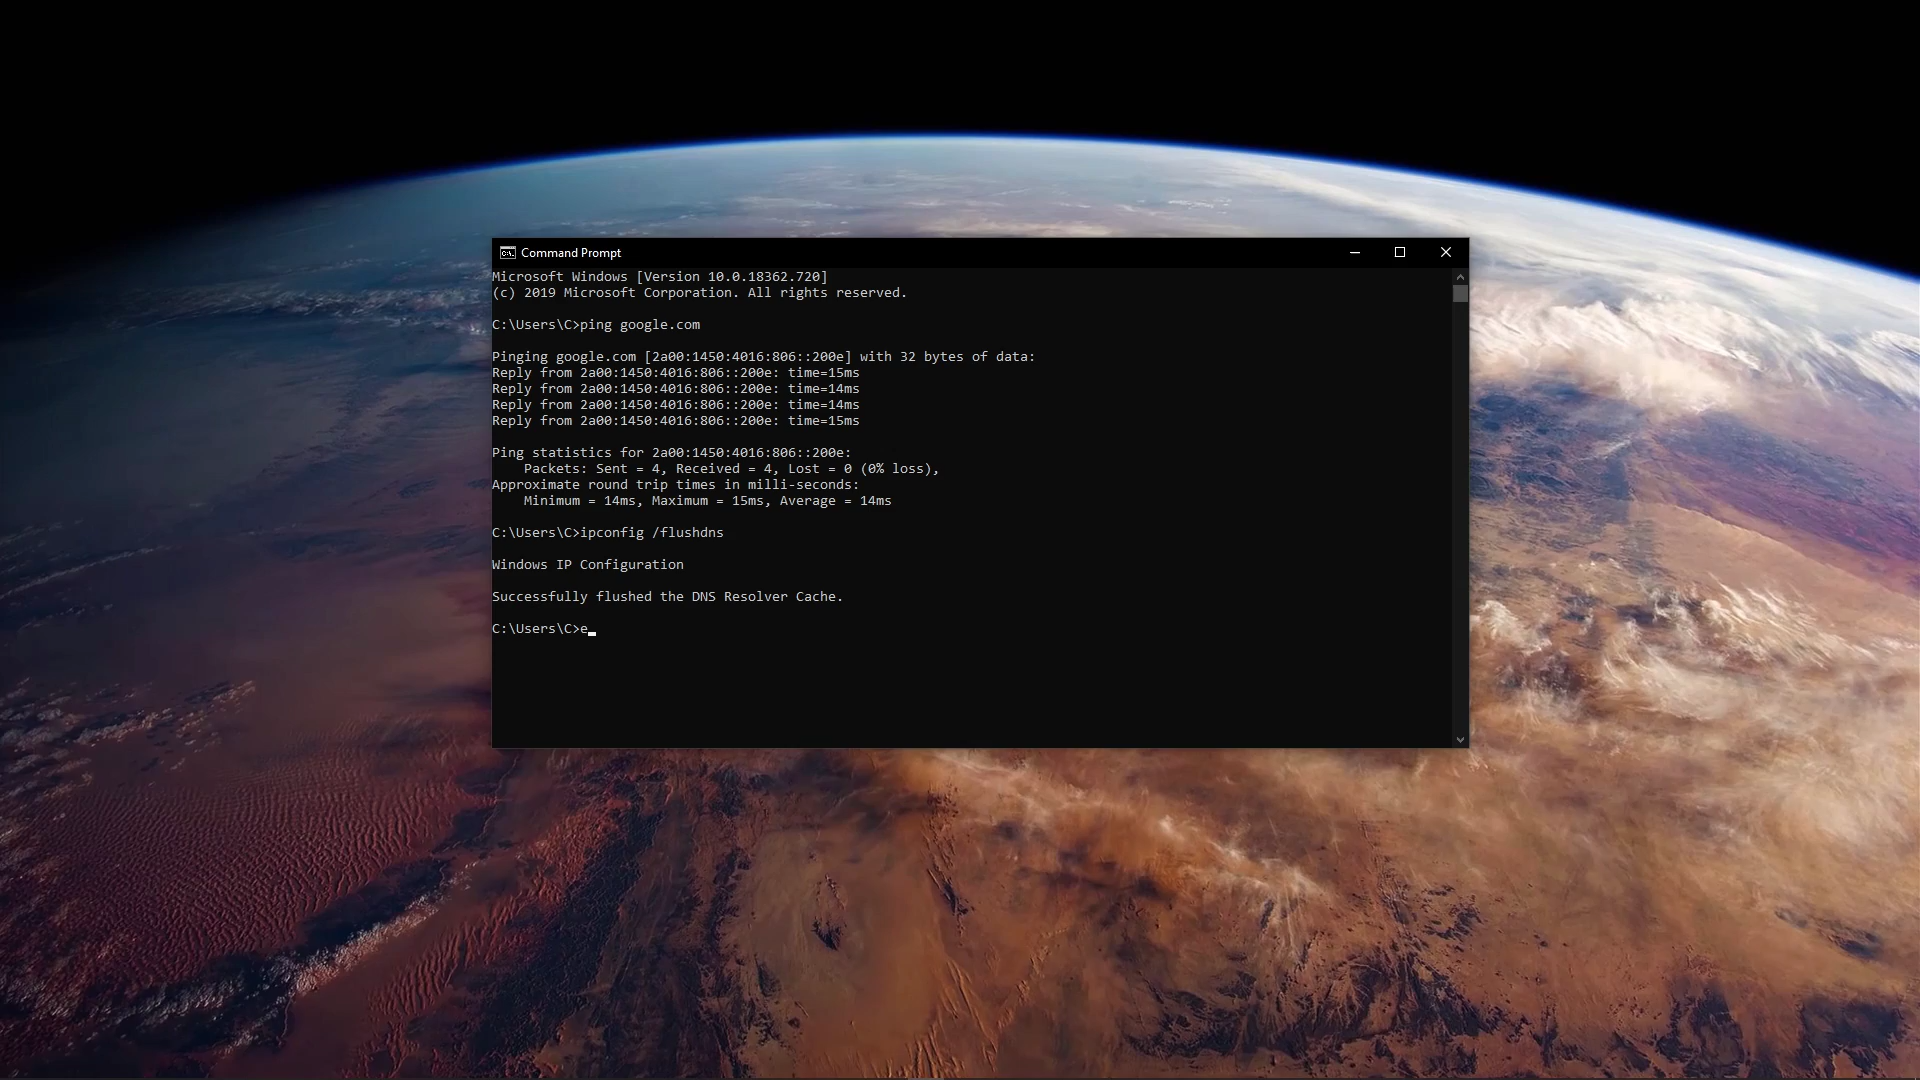 Command Prompt
Microsoft Windows [Version 10.0.18362.720]
(c) 2019 Microsoft Corporation. All rights reserved.
C:\Users\C>ping google.com
Pinging google.com [2a00:1450:4016:806::200e] with 32 bytes of data:
Reply from 2a00:1450:4016:806::200e: time=15ms
Reply from 2a00:1450:4016:806::200e: time=14ms
Reply from 2a00:1450:4016:806::200e: time=14ms
Reply from 2a00:1450:4016:806::200e: time=15ms
Ping statistics for 2a00:1450:4016:806::200e:
    Packets: Sent = 4, Received = 4, Lost = 0 (0% loss),
Approximate round trip times in milli-seconds:
    Minimum = 14ms, Maximum = 15ms, Average = 14ms
C:\Users\C>ipconfig /flushdns
Windows IP Configuration
Successfully flushed the DNS Resolver Cache.
C:\Users\C>e